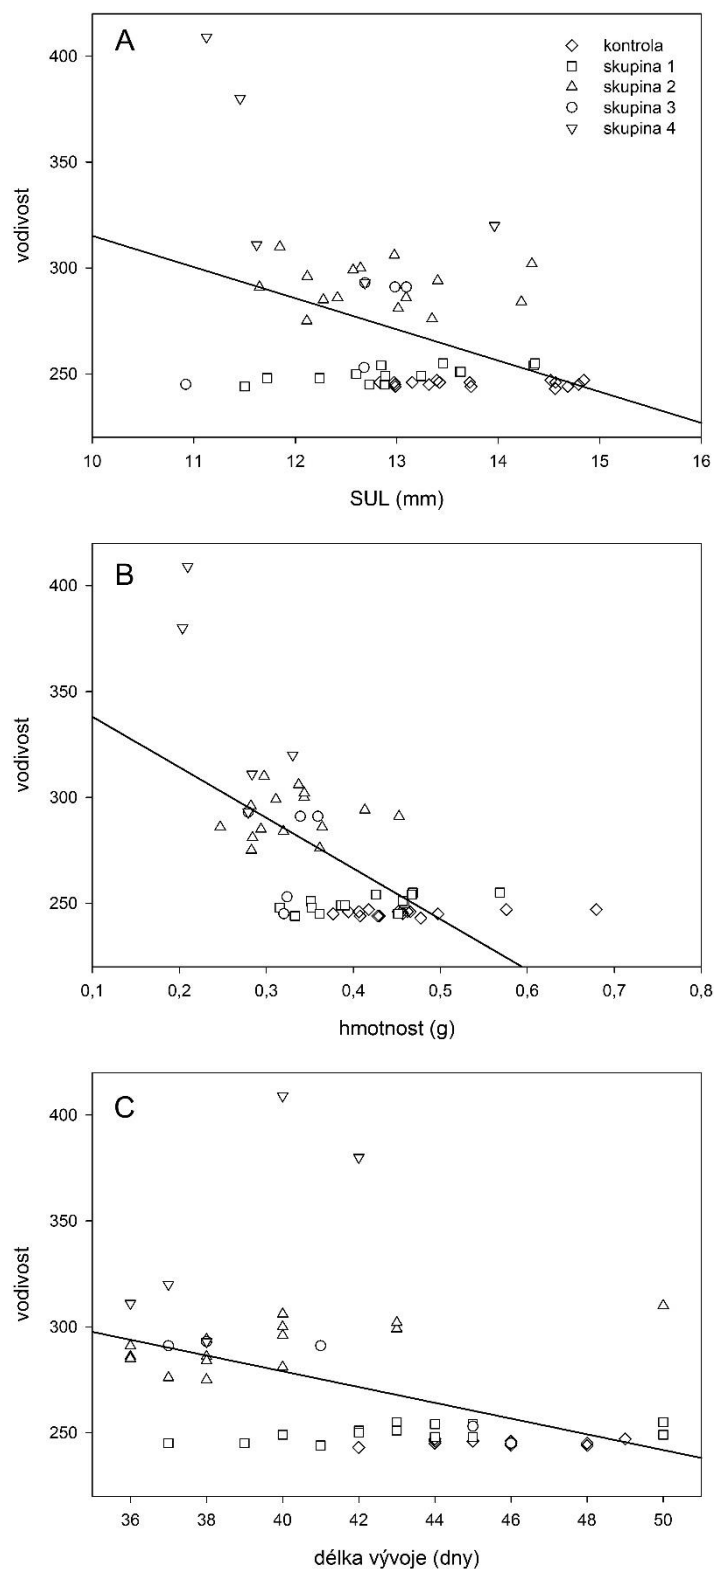 A
kontrola
skupina 1
skupina 2
skupina 3
skupina 4
400
350
300
250
vodivost
10 11 12 13 14 15 16
SUL (mm)
B
400
350
300
250
vodivost
0,1 0,2 0,3 0,4 0,5 0,6 0,7 0,8
hmotnost (g)
C
400
350
300
250
vodivost
36 38 40 42 44 46 48 50
délka vývoje (dny)